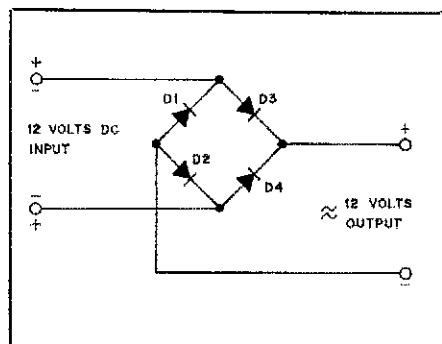 +
−
D1
D3
12 VOLTS DC
INPUT
+
D2
D4
−
+
≈ 12 VOLTS
OUTPUT
−